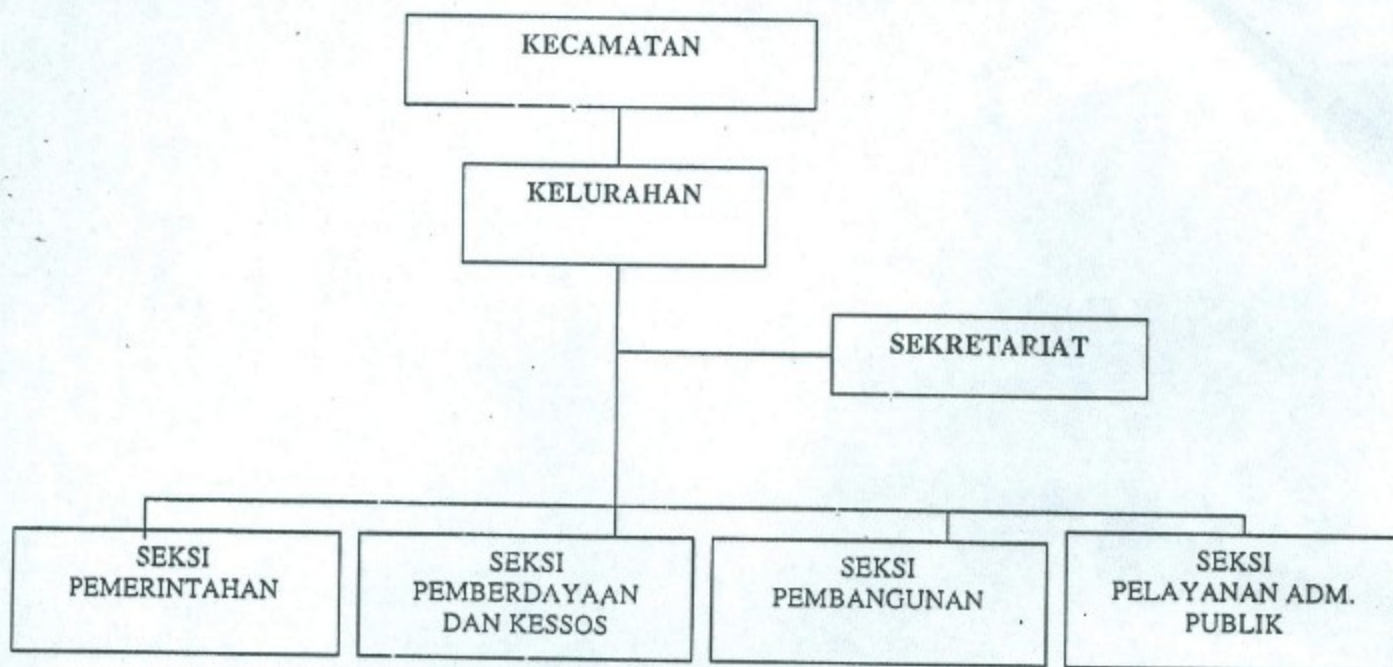 KECAMATAN
KELURAHAN
SEKRETARIAT
SEKSI
PEMERINTAHAN
SEKSI
PEMBERDAYAAN
DAN KESSOS
SEKSI
PEMBANGUNAN
SEKSI
PELAYANAN ADM.
PUBLIK